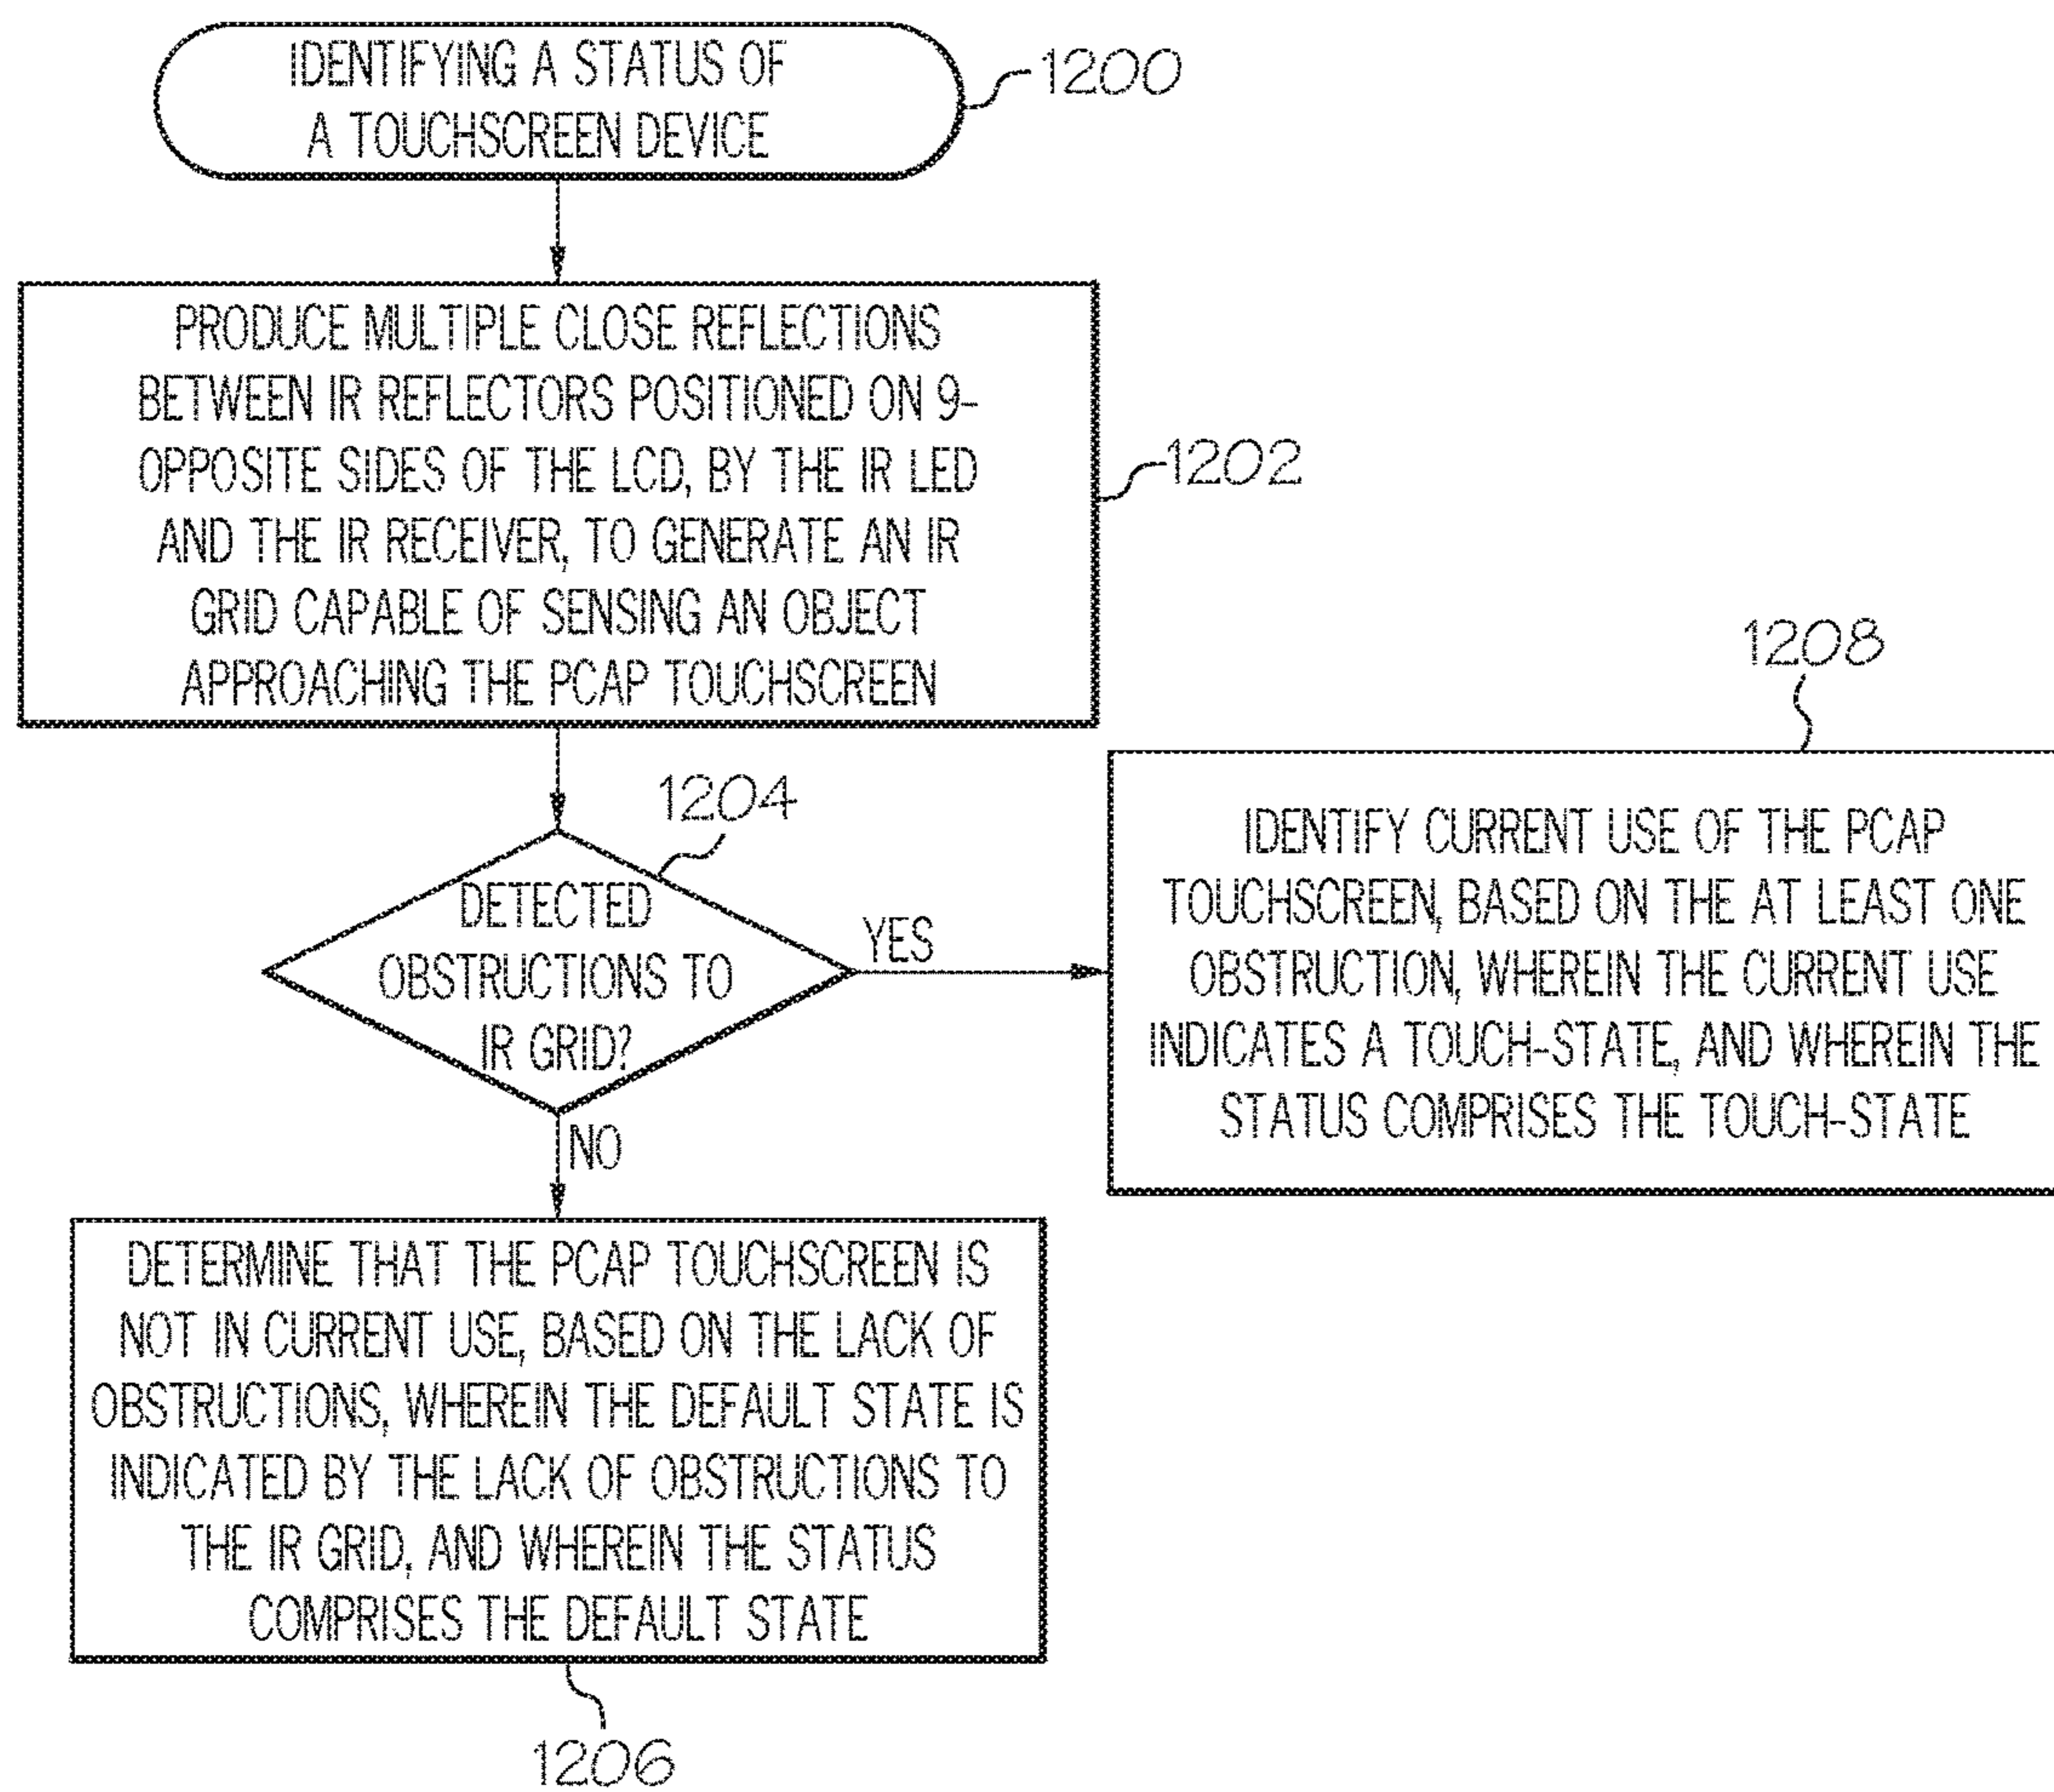 IDENTIFYING A STATUS OF
A TOUCHSCREEN DEVICE
1200
PRODUCE MULTIPLE CLOSE REFLECTIONS
BETWEEN IR REFLECTORS POSITIONED ON 9-
OPPOSITE SIDES OF THE LCD, BY THE IR LED
AND THE IR RECEIVER, TO GENERATE AN IR
GRID CAPABLE OF SENSING AN OBJECT
APPROACHING THE PCAP TOUCHSCREEN
1202
1204
DETECTED
OBSTRUCTIONS TO
IR GRID?
YES
1208
IDENTIFY CURRENT USE OF THE PCAP
TOUCHSCREEN, BASED ON THE AT LEAST ONE
OBSTRUCTION, WHEREIN THE CURRENT USE
INDICATES A TOUCH-STATE, AND WHEREIN THE
STATUS COMPRISES THE TOUCH-STATE
NO
DETERMINE THAT THE PCAP TOUCHSCREEN IS
NOT IN CURRENT USE, BASED ON THE LACK OF
OBSTRUCTIONS, WHEREIN THE DEFAULT STATE IS
INDICATED BY THE LACK OF OBSTRUCTIONS TO
THE IR GRID, AND WHEREIN THE STATUS
COMPRISES THE DEFAULT STATE
1206